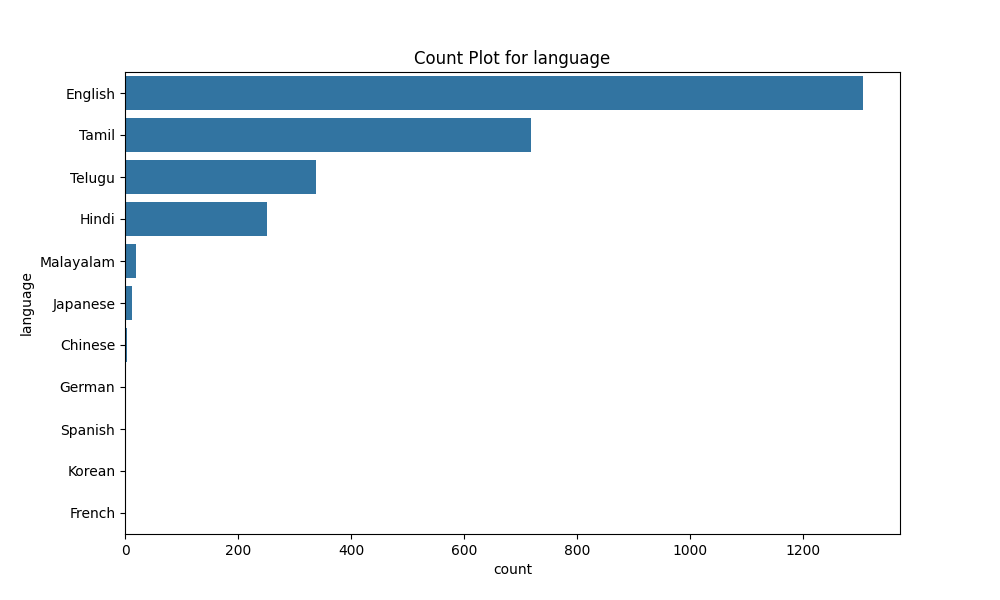 Count Plot for language
English
Tamil
Telugu
Hindi
Malayalam
Japanese
Chinese
German
Spanish
Korean
French
language
0 200 400 600 800 1000 1200
count